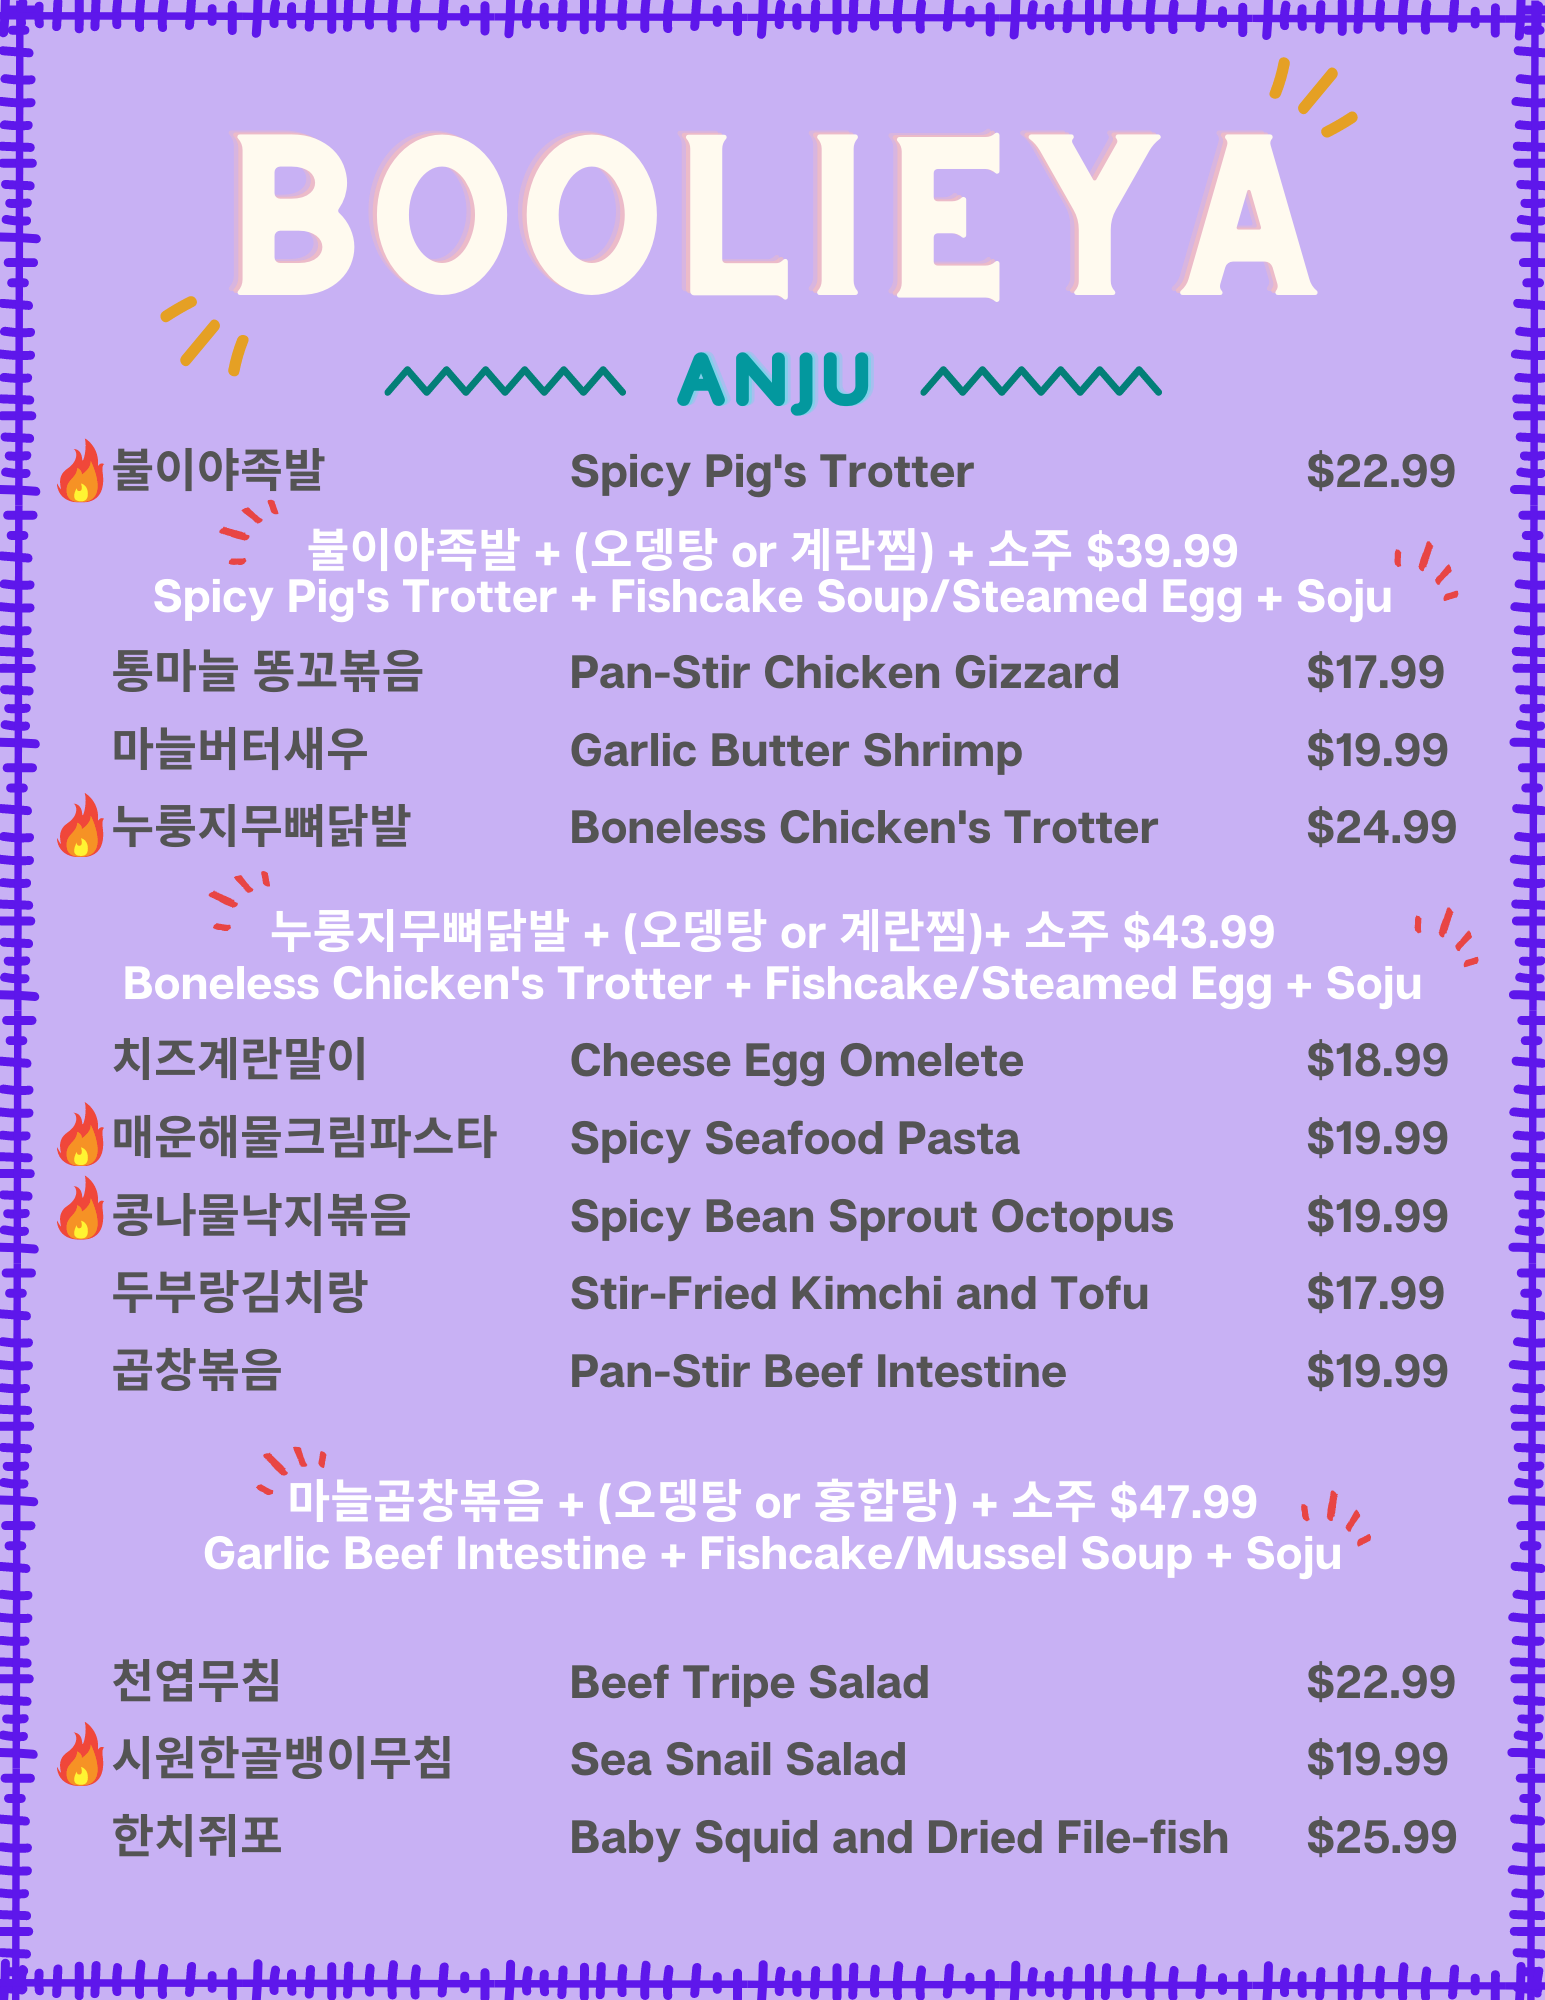 BOOLIEYA
ANJU
불이야족발 Spicy Pig's Trotter $22.99
불이야족발 + (오뎅탕 or 계란찜) + 소주 $39.99
Spicy Pig's Trotter + Fishcake Soup/Steamed Egg + Soju
통마늘 똥꼬볶음 Pan-Stir Chicken Gizzard $17.99
마늘버터새우 Garlic Butter Shrimp $19.99
누룽지무뼈닭발 Boneless Chicken's Trotter $24.99
누룽지무뼈닭발 + (오뎅탕 or 계란찜)+ 소주 $43.99
Boneless Chicken's Trotter + Fishcake/Steamed Egg + Soju
치즈계란말이 Cheese Egg Omelete $18.99
매운해물크림파스타 Spicy Seafood Pasta $19.99
콩나물낙지볶음 Spicy Bean Sprout Octopus $19.99
두부랑김치랑 Stir-Fried Kimchi and Tofu $17.99
곱창볶음 Pan-Stir Beef Intestine $19.99
마늘곱창볶음 + (오뎅탕 or 홍합탕) + 소주 $47.99
Garlic Beef Intestine + Fishcake/Mussel Soup + Soju
천엽무침 Beef Tripe Salad $22.99
시원한골뱅이무침 Sea Snail Salad $19.99
한치쥐포 Baby Squid and Dried File-fish $25.99